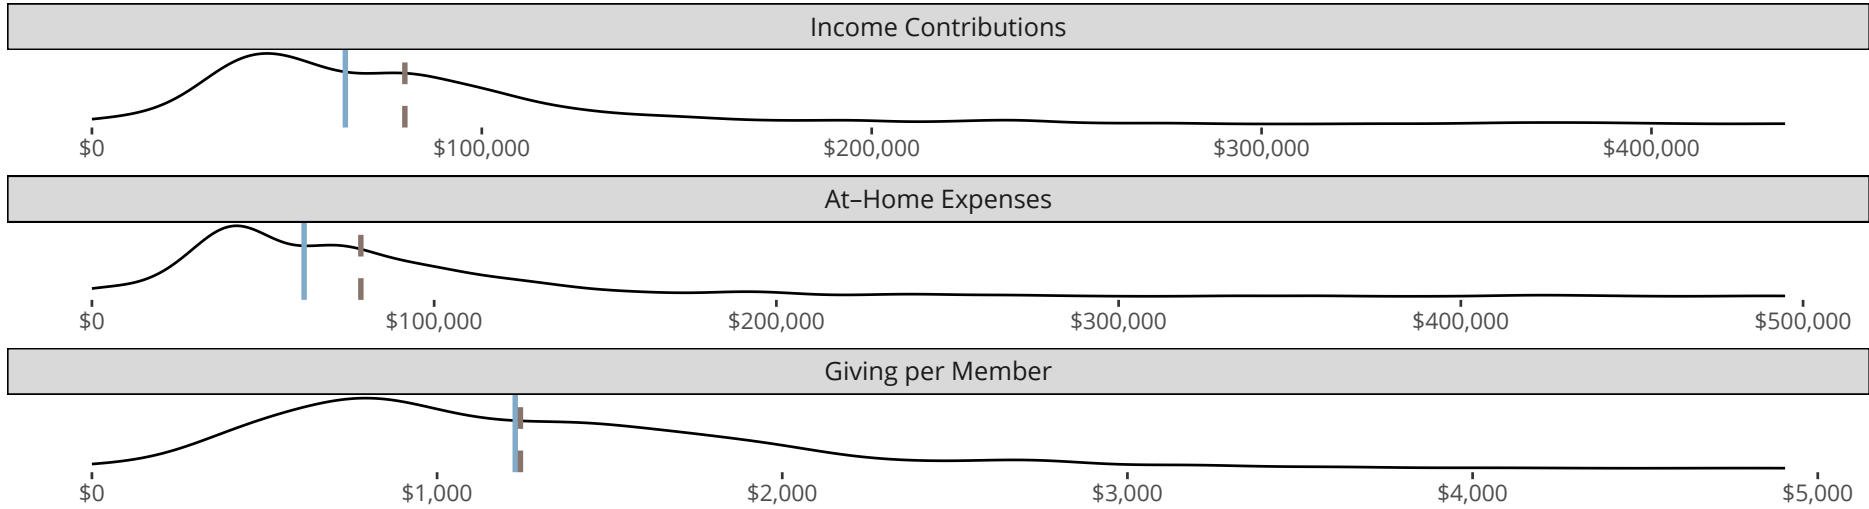 Income Contributions
$0 $100,000 $200,000 $300,000 $400,000
At–Home Expenses
$0 $100,000 $200,000 $300,000 $400,000 $500,000
Giving per Member
$0 $1,000 $2,000 $3,000 $4,000 $5,000